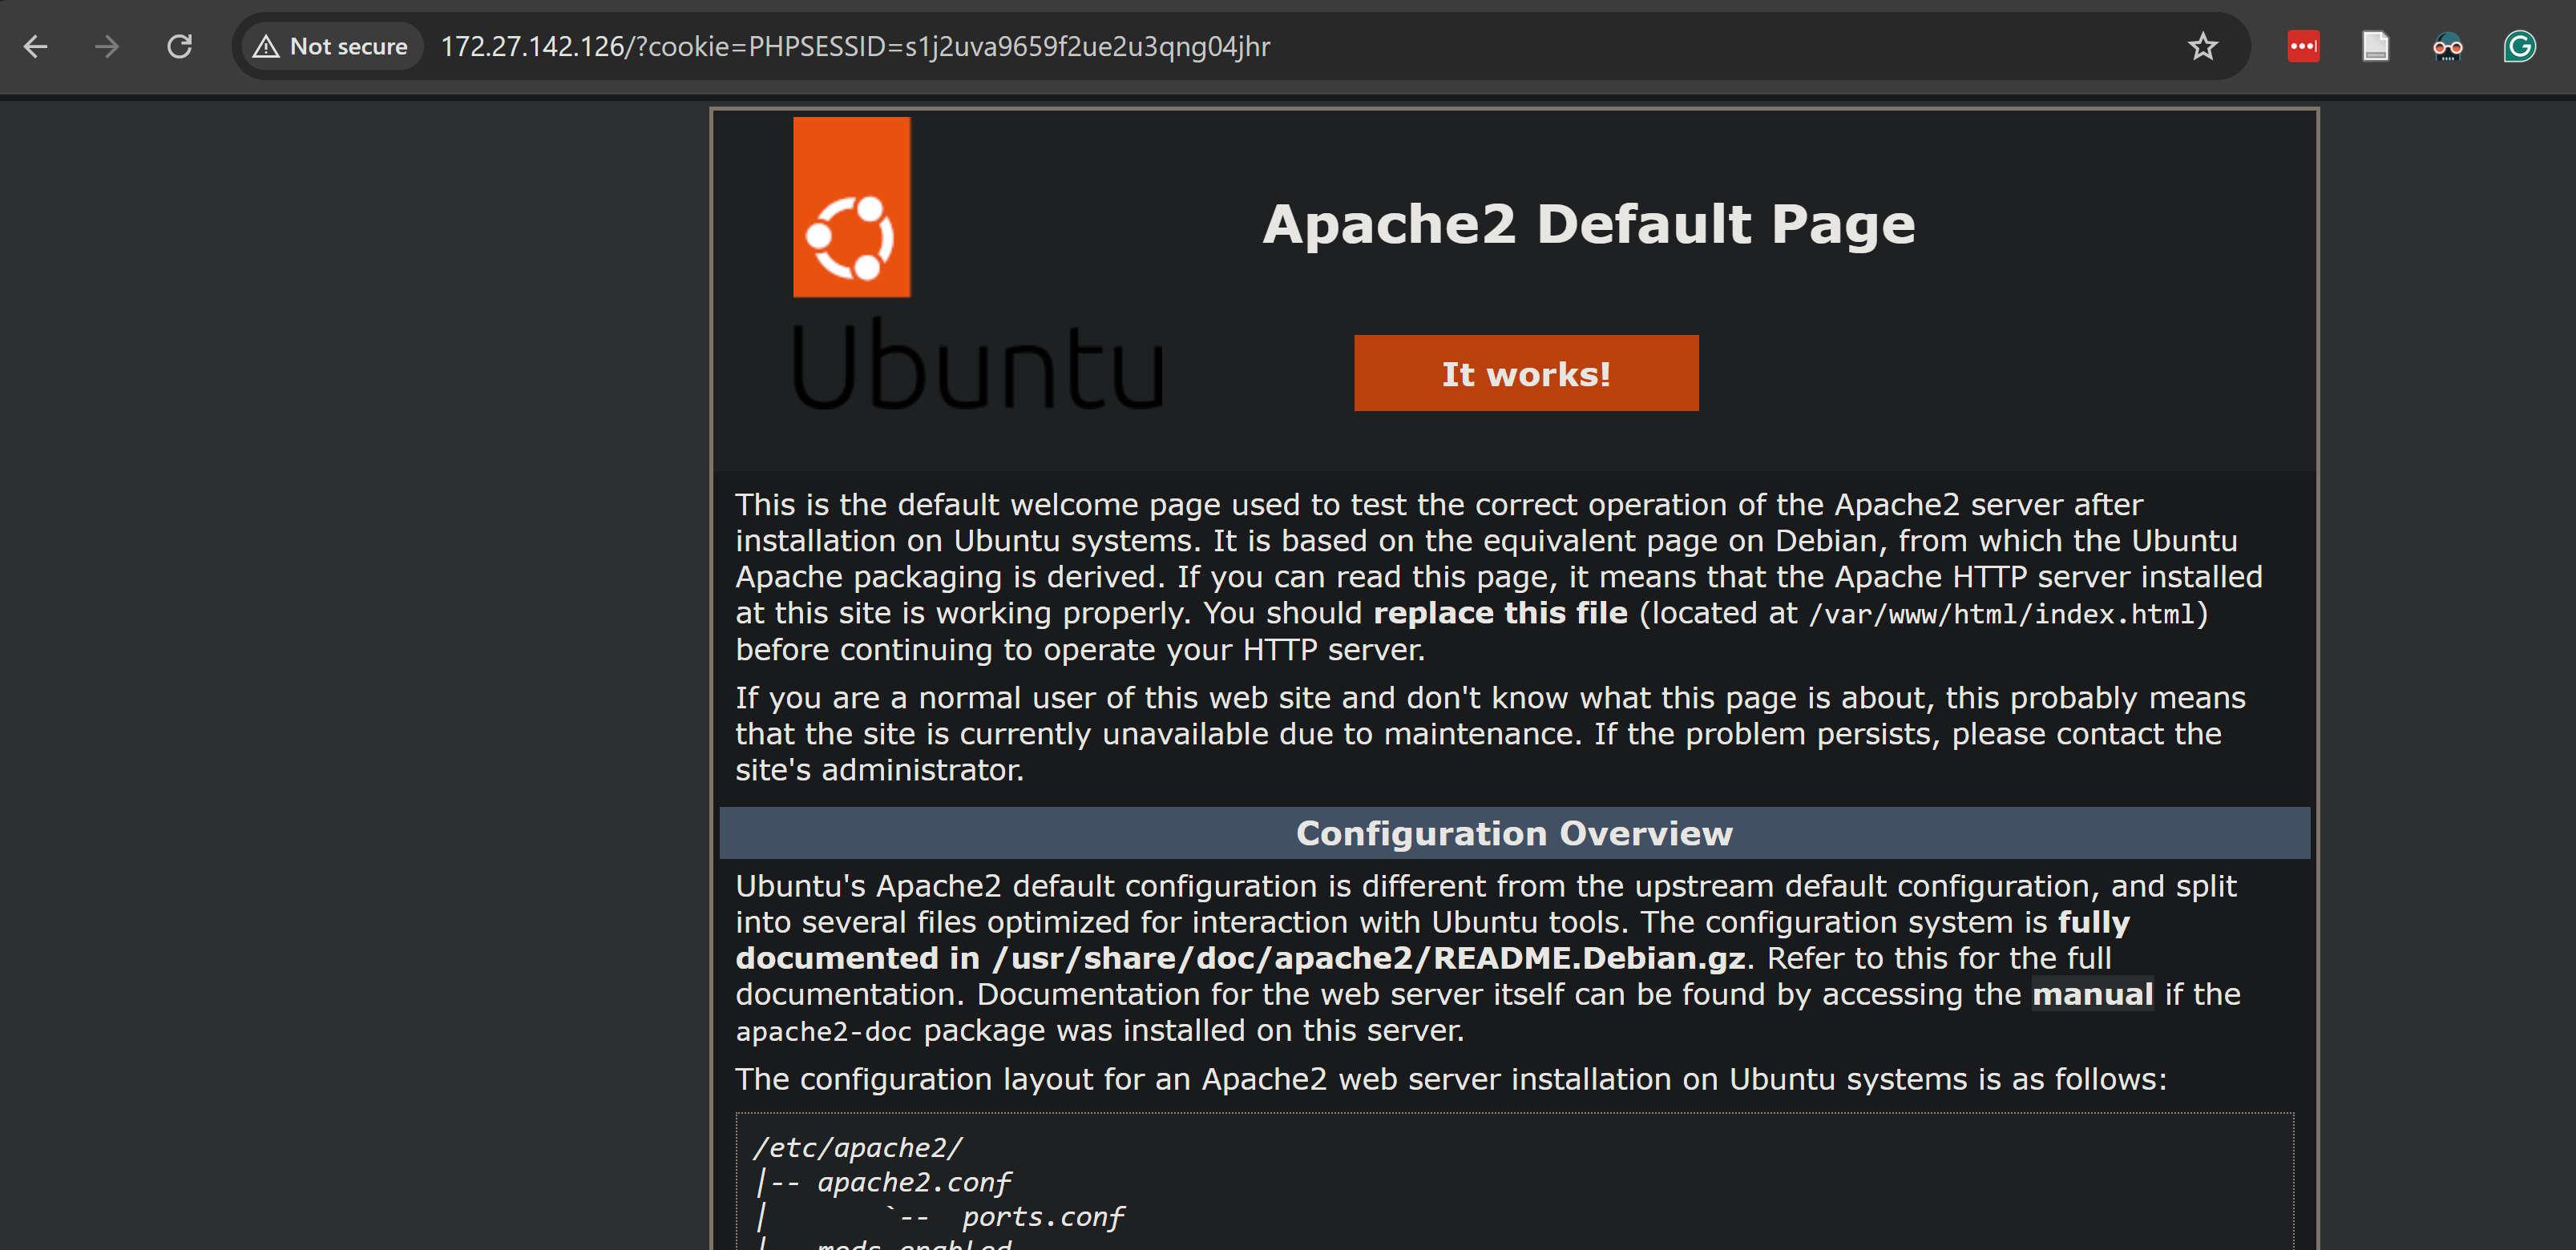 Not secure 172.27.142.126/?cookie=PHPSESSID=s1j2uva9659f2ue2u3qng04jhr
Apache2 Default Page
Ubuntu
It works!
This is the default welcome page used to test the correct operation of the Apache2 server after
installation on Ubuntu systems. It is based on the equivalent page on Debian, from which the Ubuntu
Apache packaging is derived. If you can read this page, it means that the Apache HTTP server installed
at this site is working properly. You should replace this file (located at /var/www/html/index.html)
before continuing to operate your HTTP server.
If you are a normal user of this web site and don't know what this page is about, this probably means
that the site is currently unavailable due to maintenance. If the problem persists, please contact the
site's administrator.
Configuration Overview
Ubuntu's Apache2 default configuration is different from the upstream default configuration, and split
into several files optimized for interaction with Ubuntu tools. The configuration system is fully
documented in /usr/share/doc/apache2/README.Debian.gz. Refer to this for the full
documentation. Documentation for the web server itself can be found by accessing the manual if the
apache2-doc package was installed on this server.
The configuration layout for an Apache2 web server installation on Ubuntu systems is as follows:
/etc/apache2/
|-- apache2.conf
|       `--  ports.conf
|-- mods-enabled